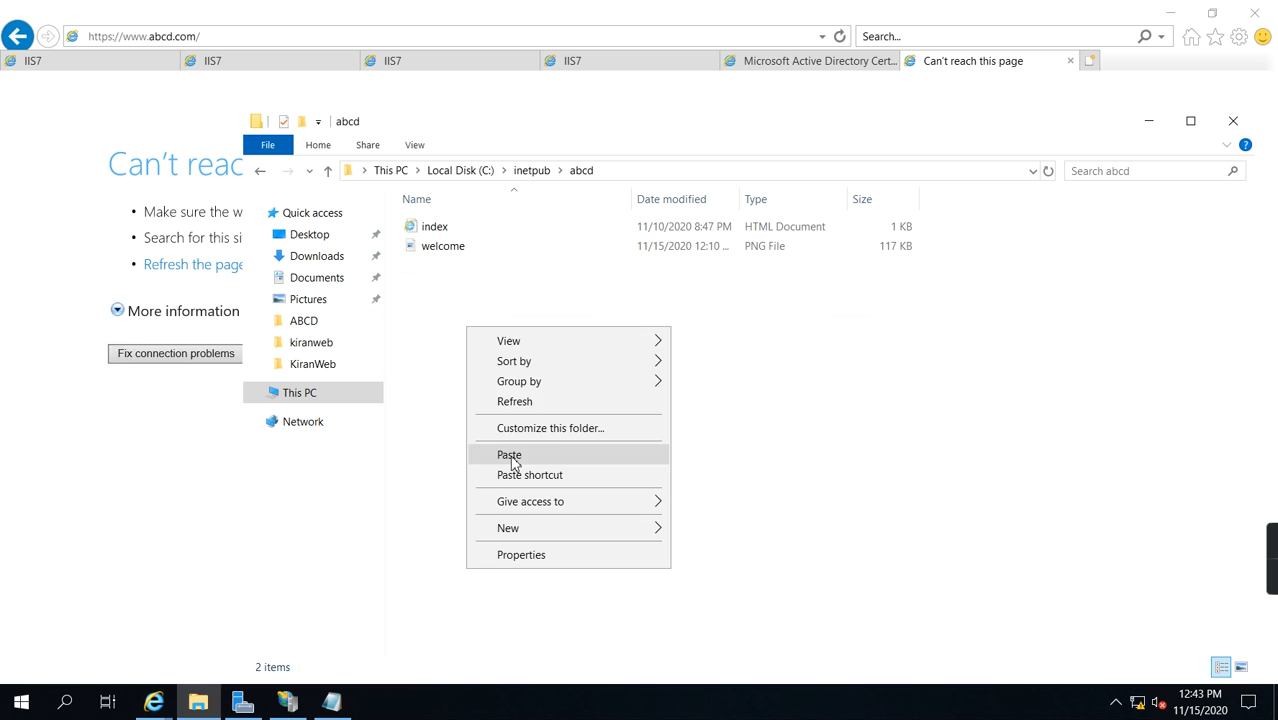 https://www.abcd.com/
Search...
IIS7
IIS7
IIS7
IIS7
Microsoft Active Directory Cert...
Can't reach this page
Can't reac
Make sure the w
Search for this si
Refresh the page
More information
Fix connection problems
abcd
File
Home
Share
View
This PC
Local Disk (C:)
inetpub
abcd
Search abcd
Name
Date modified
Type
Size
index
11/10/2020 8:47 PM
HTML Document
1 KB
welcome
11/15/2020 12:10 ...
PNG File
117 KB
Quick access
Desktop
Downloads
Documents
Pictures
ABCD
kiranweb
KiranWeb
This PC
Network
View
Sort by
Group by
Refresh
Customize this folder...
Paste
Paste shortcut
Give access to
New
Properties
2 items
12:43 PM
11/15/2020